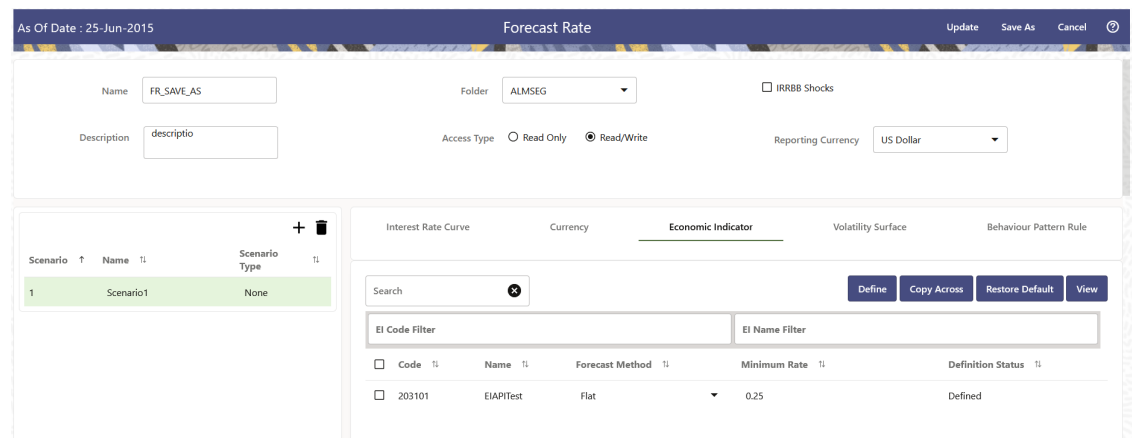 As Of Date : 25-Jun-2015 Forecast Rate Update Save As Cancel ?
Name FR_SAVE_AS Folder ALMSEG IRRBB Shocks
Description descriptio Access Type Read Only Read/Write Reporting Currency US Dollar
Interest Rate Curve Currency Economic Indicator Volatility Surface Behaviour Pattern Rule
Scenario Name Scenario Type
1 Scenario1 None
Search Define Copy Across Restore Default View
EI Code Filter EI Name Filter
Code Name Forecast Method Minimum Rate Definition Status
203101 EIAPITest Flat 0.25 Defined